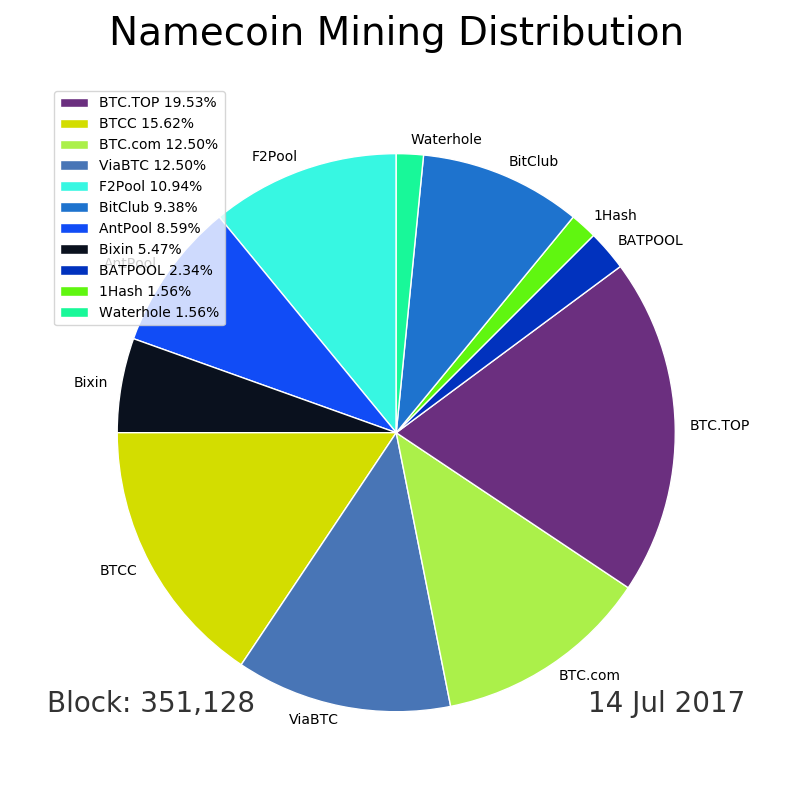 Namecoin Mining Distribution
BTC.TOP 19.53%
BTCC 15.62%
BTC.com 12.50%
ViaBTC 12.50%
F2Pool 10.94%
BitClub 9.38%
AntPool 8.59%
Bixin 5.47%
BATPOOL 2.34%
1Hash 1.56%
Waterhole 1.56%
Waterhole
F2Pool
BitClub
1Hash
BATPOOL
AntPool
Bixin
BTC.TOP
BTCC
BTC.com
ViaBTC
Block: 351,128
14 Jul 2017